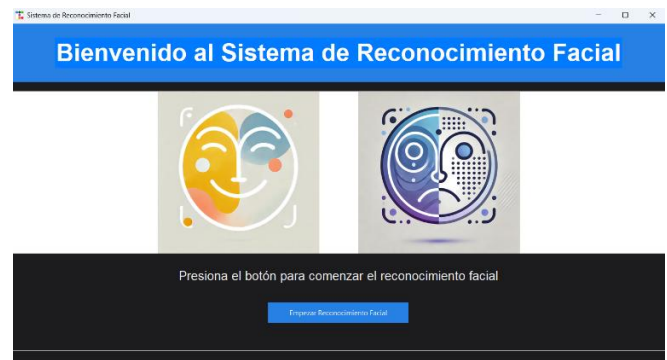 Sistema de Reconocimiento Facial
Bienvenido al Sistema de Reconocimiento Facial
Presiona el botón para comenzar el reconocimiento facial
Empezar Reconocimiento Facial